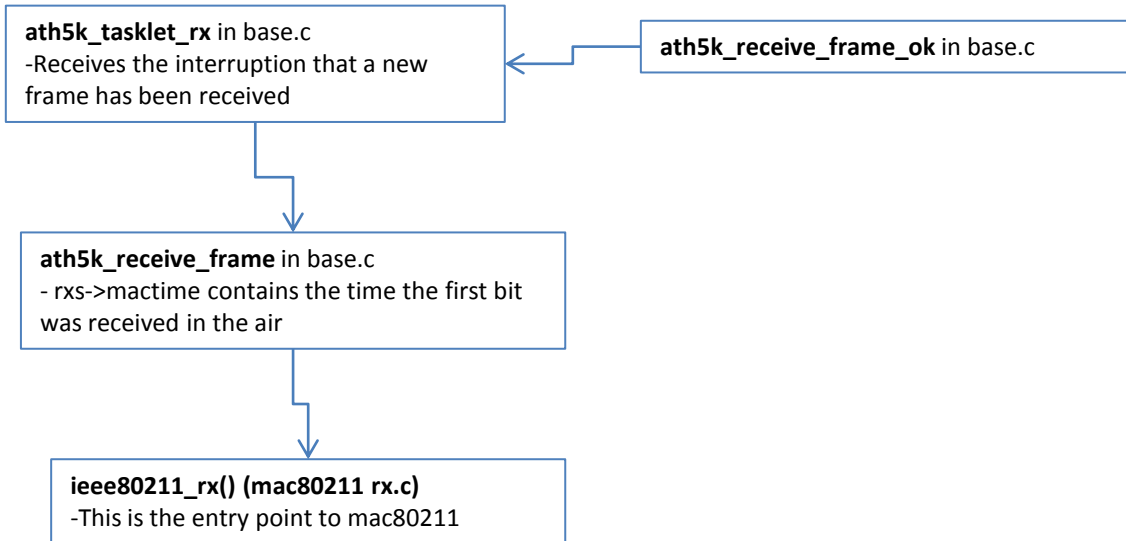 ath5k_tasklet_rx in base.c
-Receives the interruption that a new
frame has been received
ath5k_receive_frame_ok in base.c
ath5k_receive_frame in base.c
- rxs->mactime contains the time the first bit
was received in the air
ieee80211_rx() (mac80211 rx.c)
-This is the entry point to mac80211